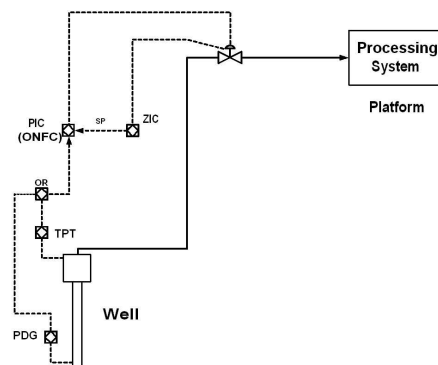 Processing
System
Platform
PIC
(ONFC)
SP
ZIC
OR
TPT
Well
PDG